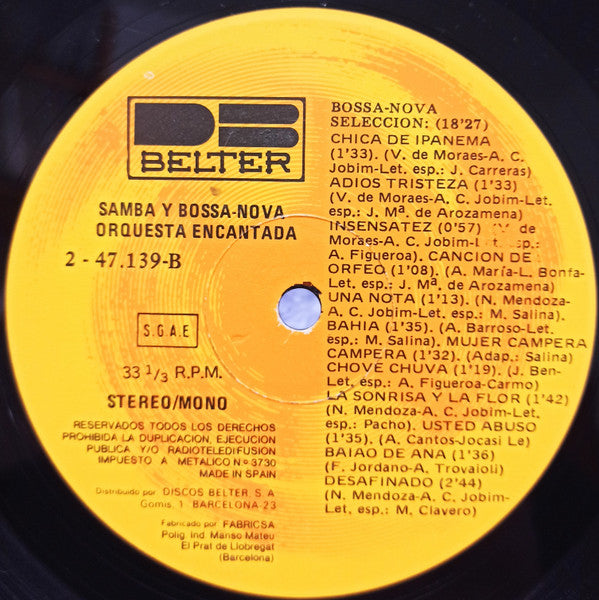 BELTER
SAMBA Y BOSSA-NOVA
ORQUESTA ENCANTADA
2 - 47.139-B
S.G.A.E
33 1/3 R.P.M.
STEREO/MONO
RESERVADOS TODOS LOS DERECHOS
PROHIBIDA LA DUPLICACION, EJECUCION
PUBLICA Y/O RADIOTELEDIFUSION
IMPUESTO A METALICO Nº 3730
MADE IN SPAIN
Distribuido por DISCOS BELTER, S.A
Gomis, 1 BARCELONA-23
Fabricado por FABRICSA
Polig. Ind. Manso Mateu
El Prat de Llobregat
(Barcelona)
BOSSA-NOVA
SELECCION: (18'27)
CHICA DE IPANEMA
(1'33). (V. de Moraes-A. C.
Jobim-Let, esp.: J. Carreras)
ADIOS TRISTEZA (1'33)
(V. de Moraes-A. C. Jobim-Let,
esp.: J. Mª. de Arozamena)
INSENSATEZ (0'57) (V. de
Moraes-A. C. Jobim-Let, esp.:
A. Figueroa). CANCION DE
ORFEO (1'08). (A. María-L. Bonfa-
Let, esp.: J. Mª de Arozamena)
UNA NOTA (1'13). (N. Mendoza-
A. C. Jobim-Let, esp.: M. Salina).
BAHIA (1'35). (A. Barroso-Let.
esp.: M. Salina). MUJER CAMPERA
CAMPERA (1'32). (Adap.: Salina)
CHOVE CHUVA (1'19). (J. Ben-
Let, esp.: A. Figueroa-Carmo)
LA SONRISA Y LA FLOR (1'42)
(N. Mendoza-A. C. Jobim-Let,
esp.: Pacho). USTED ABUSO
(1'35). (A. Cantos-Jocasi Le)
BAIAO DE ANA (1'36)
(F. Jordano-A. Trovaioli)
DESAFINADO (2'44)
(N. Mendoza-A. C. Jobim-
Let, esp.: M. Clavero)